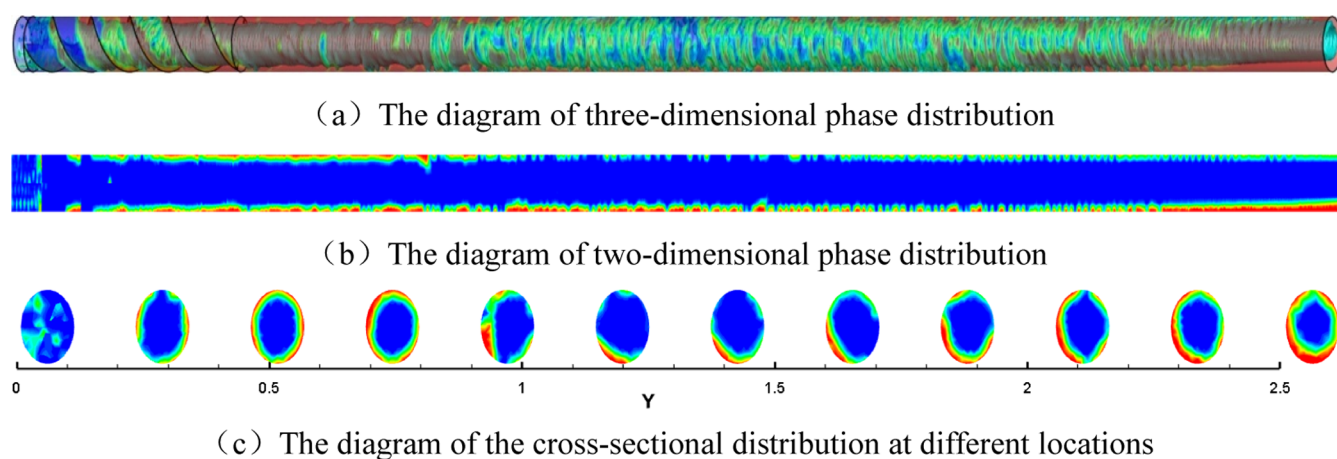 （a）The diagram of three-dimensional phase distribution
（b）The diagram of two-dimensional phase distribution
0 0.5 1 1.5 2 2.5
Y
（c）The diagram of the cross-sectional distribution at different locations